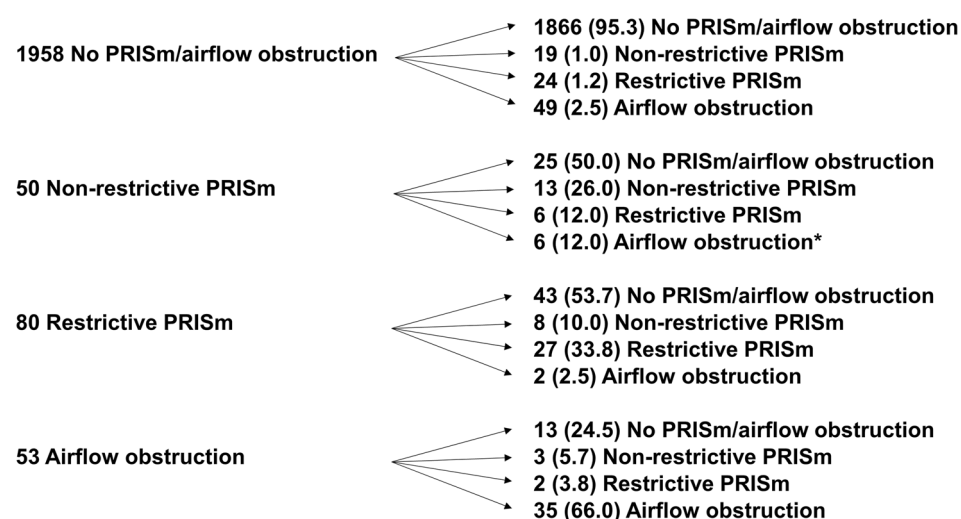 1958 No PRISm/airflow obstruction
1866 (95.3) No PRISm/airflow obstruction
19 (1.0) Non-restrictive PRISm
24 (1.2) Restrictive PRISm
49 (2.5) Airflow obstruction
50 Non-restrictive PRISm
25 (50.0) No PRISm/airflow obstruction
13 (26.0) Non-restrictive PRISm
6 (12.0) Restrictive PRISm
6 (12.0) Airflow obstruction*
80 Restrictive PRISm
43 (53.7) No PRISm/airflow obstruction
8 (10.0) Non-restrictive PRISm
27 (33.8) Restrictive PRISm
2 (2.5) Airflow obstruction
53 Airflow obstruction
13 (24.5) No PRISm/airflow obstruction
3 (5.7) Non-restrictive PRISm
2 (3.8) Restrictive PRISm
35 (66.0) Airflow obstruction